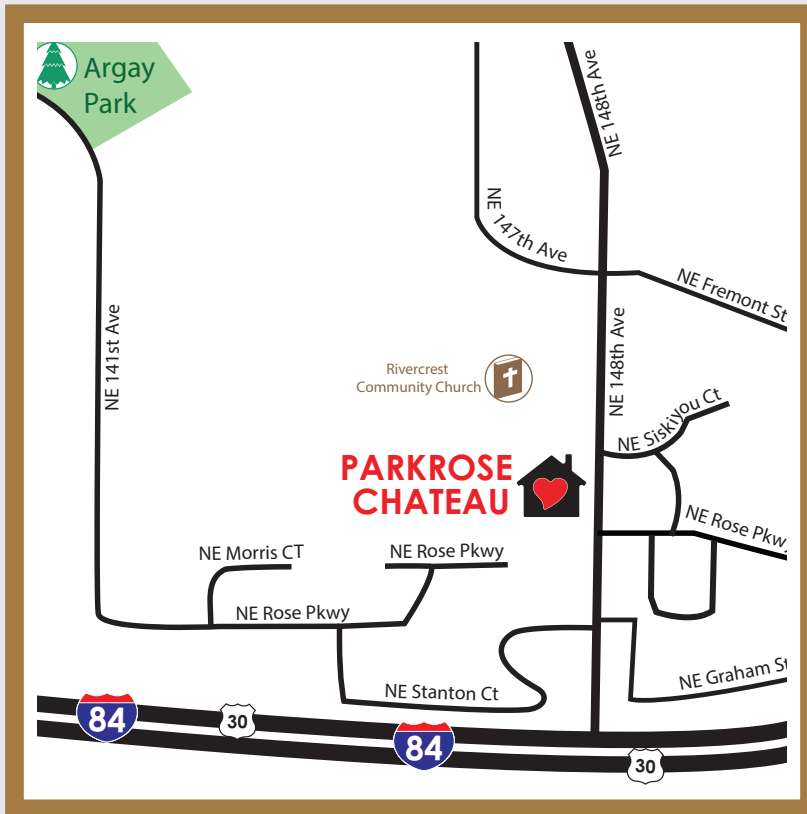 Argay
Park
NE 148th Ave
NE 147th Ave
NE Fremont St
NE 141st Ave
NE 148th Ave
Rivercrest
Community Church
NE Siskiyou Ct
PARKROSE
CHATEAU
NE Rose Pkwy
NE Morris CT
NE Rose Pkwy
NE Rose Pkwy
NE Graham St
NE Stanton Ct
84
30
84
30